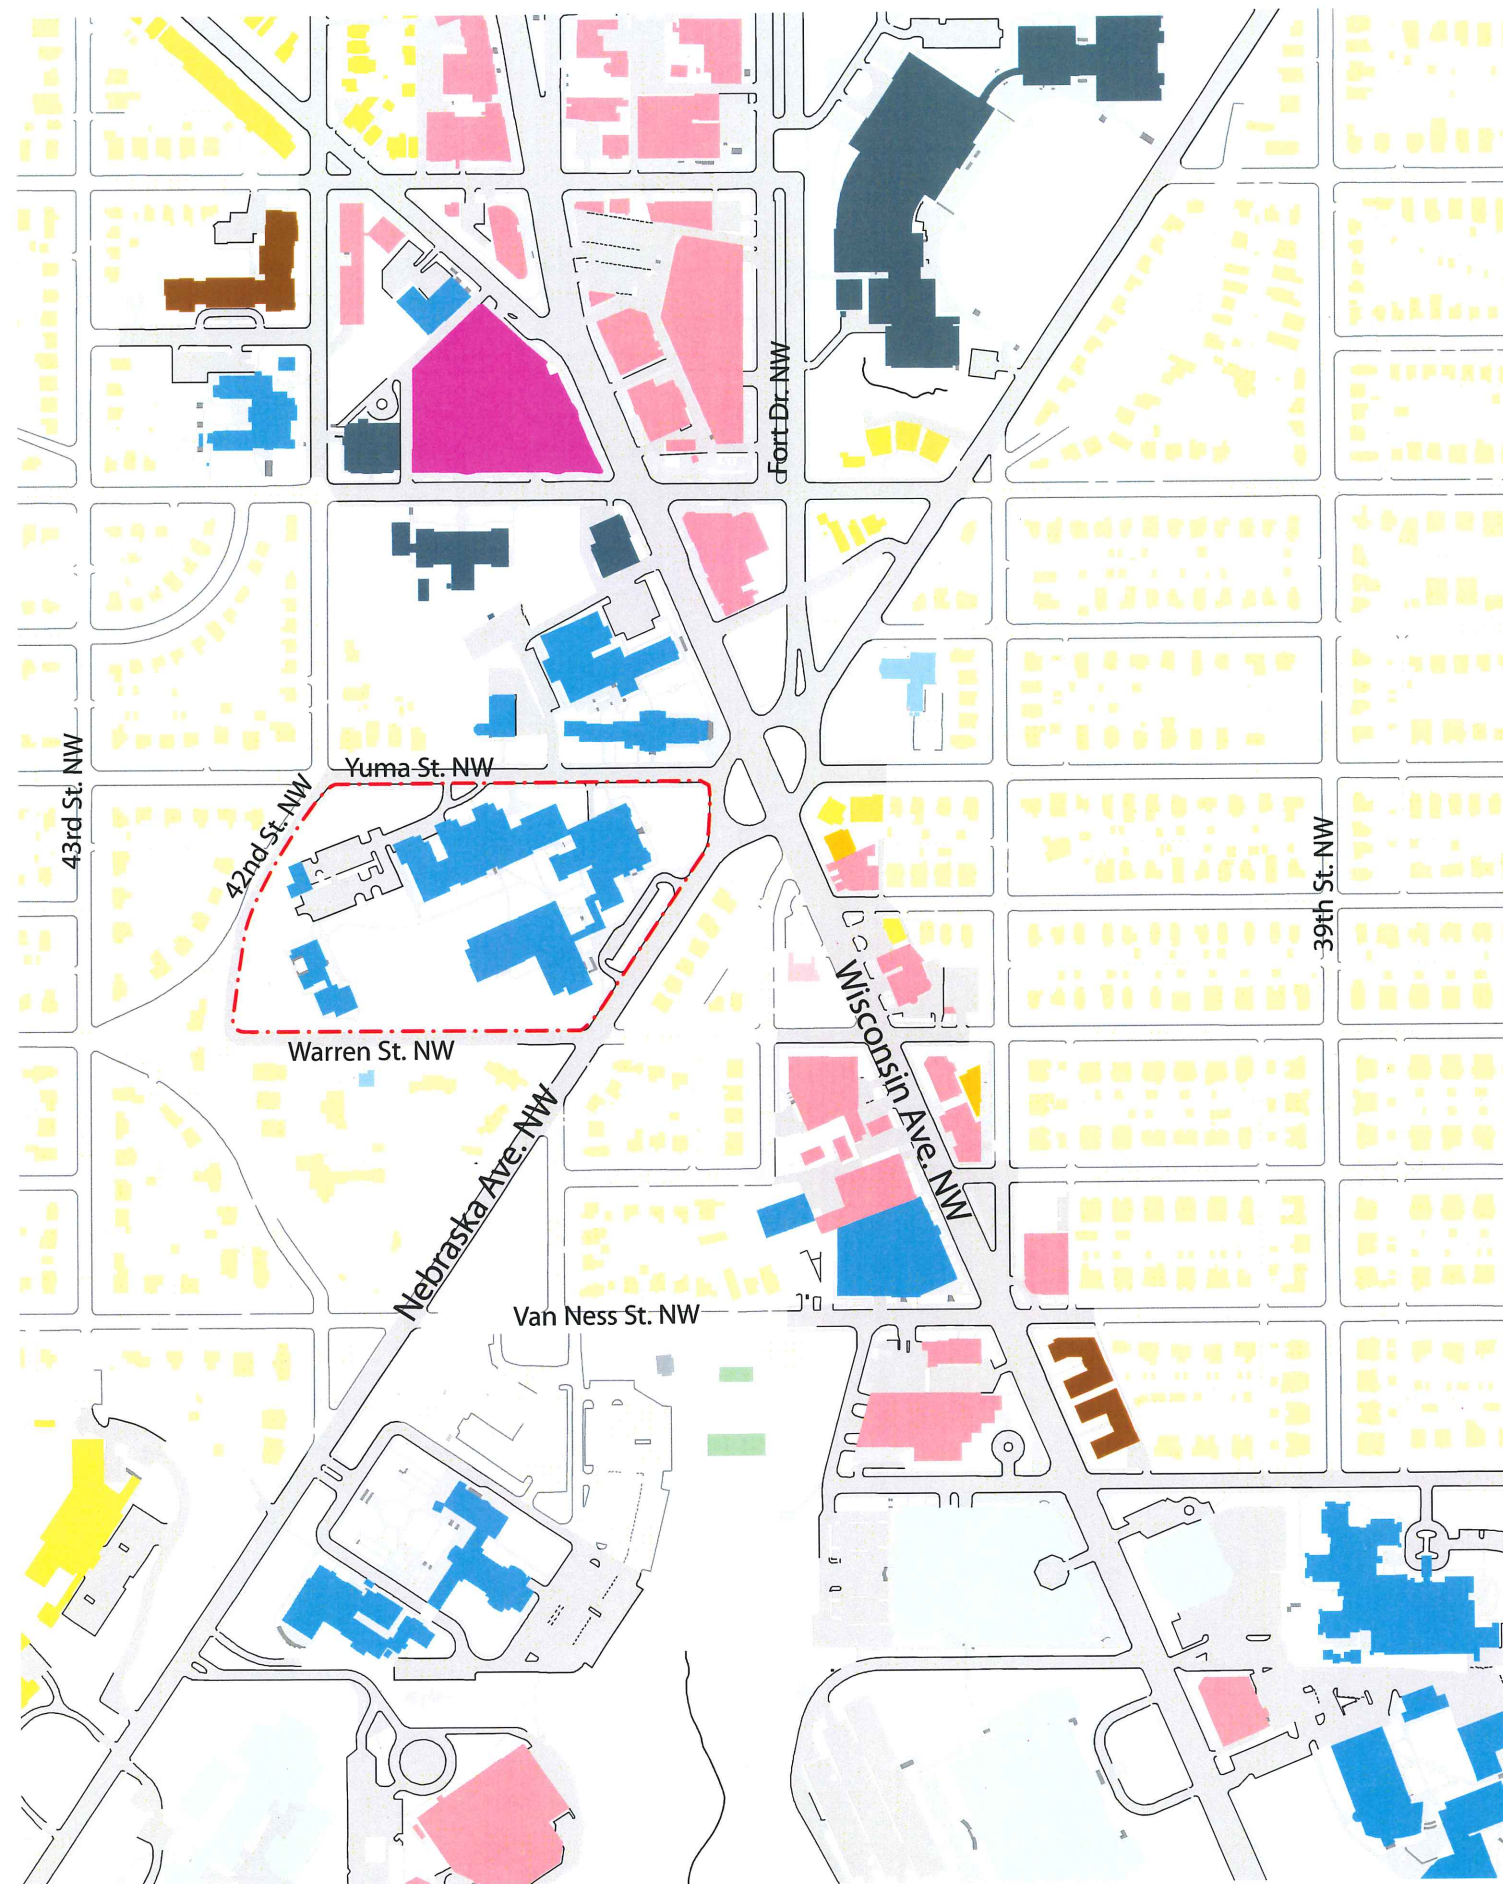 Fort Dr. NW
Yuma St. NW
43rd St. NW
42nd St. NW
39th St. NW
Wisconsin Ave. NW
Warren St. NW
Nebraska Ave. NW
Van Ness St. NW